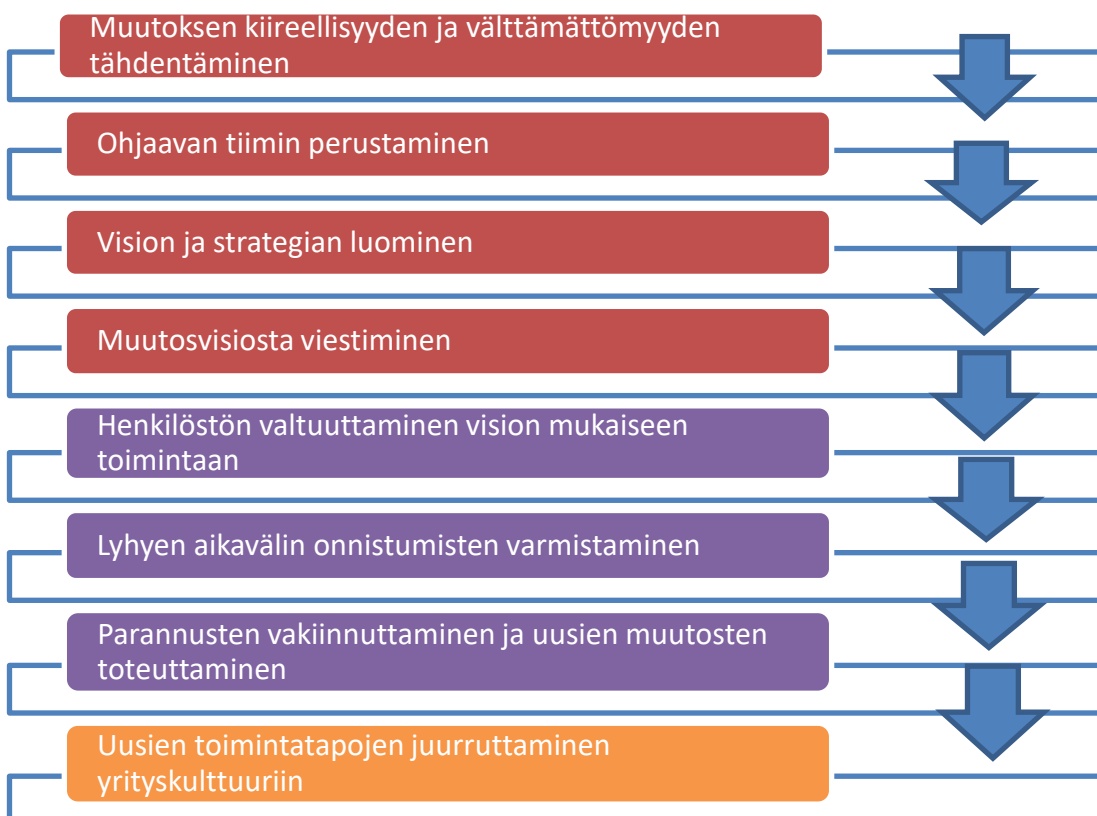 Muutoksen kiireellisyyden ja välttämättömyyden
tähdentäminen
Ohjaavan tiimin perustaminen
Vision ja strategian luominen
Muutosvisiosta viestiminen
Henkilöstön valtuuttaminen vision mukaiseen
toimintaan
Lyhyen aikavälin onnistumisten varmistaminen
Parannusten vakiinnuttaminen ja uusien muutosten
toteuttaminen
Uusien toimintatapojen juurruttaminen
yrityskulttuuriin